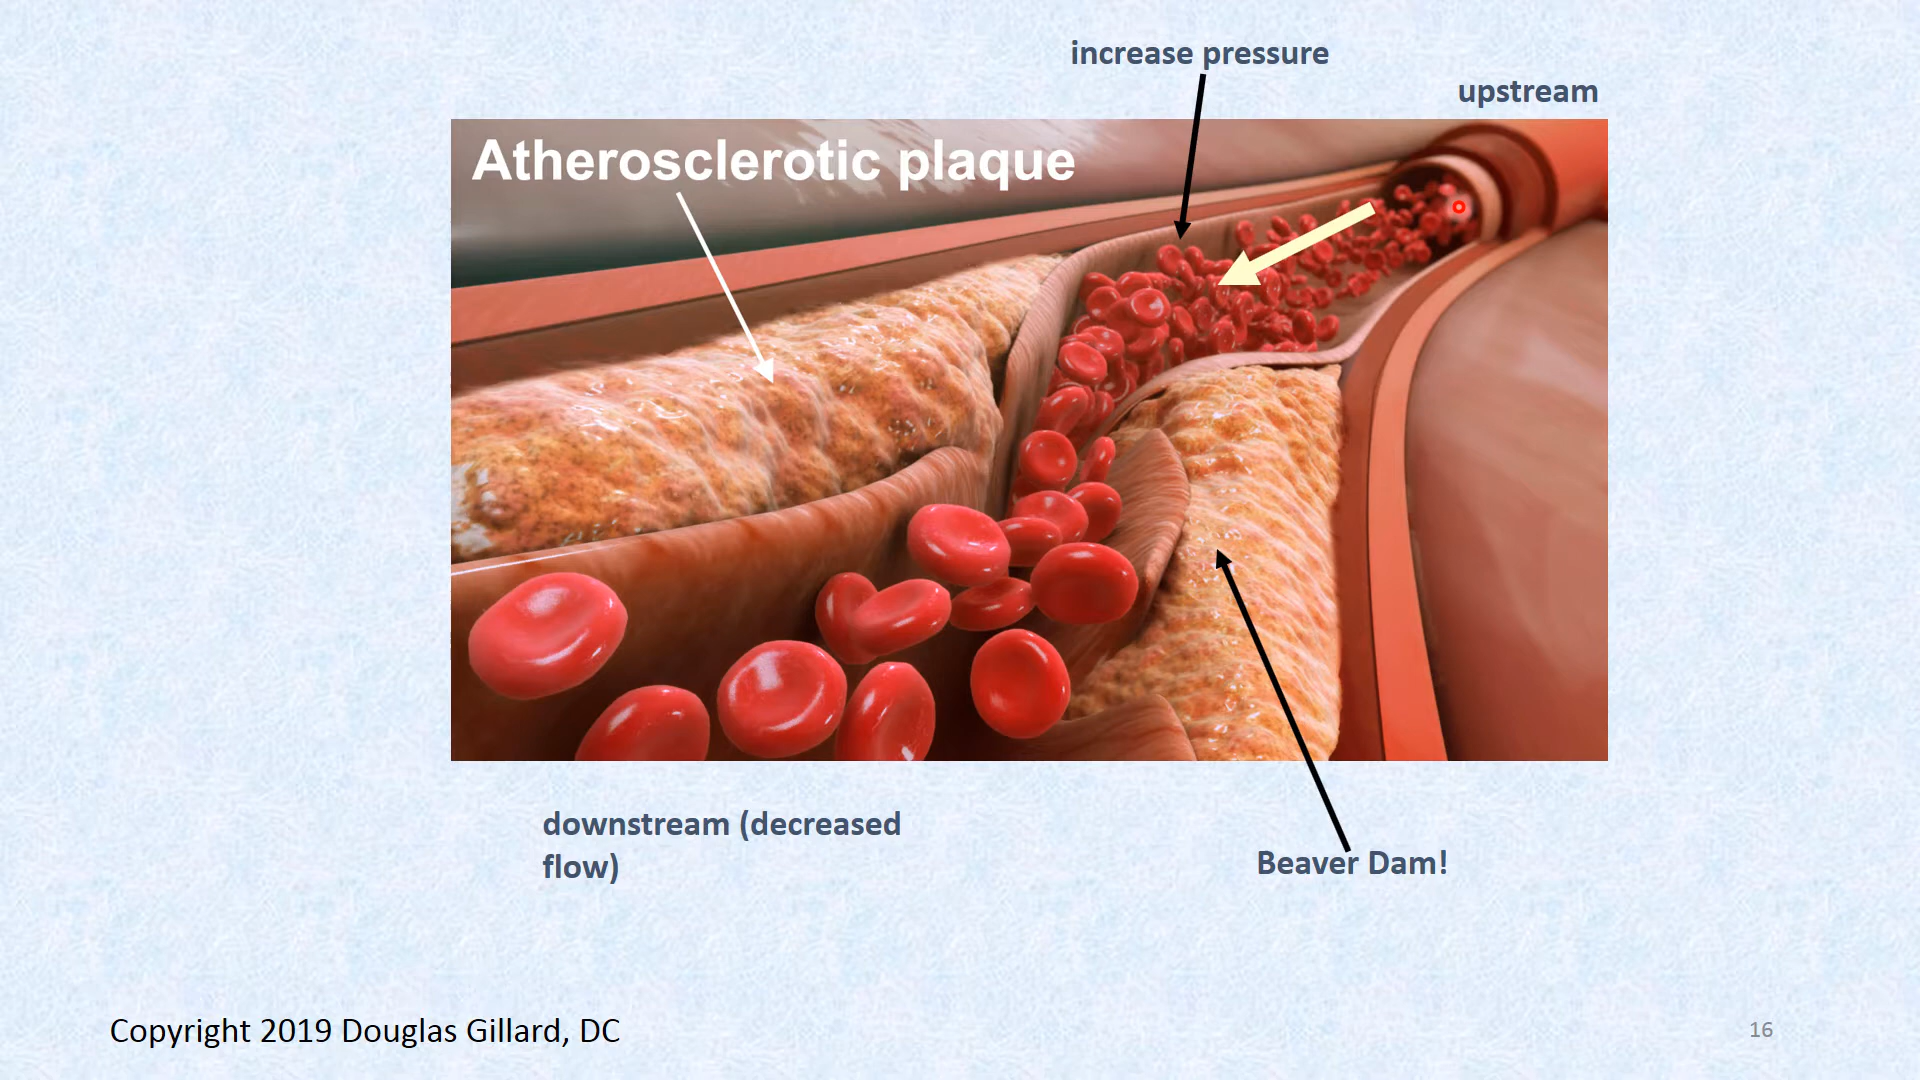 increase pressure
upstream
Atherosclerotic plaque
downstream (decreased
flow)
Beaver Dam!
Copyright 2019 Douglas Gillard, DC
16